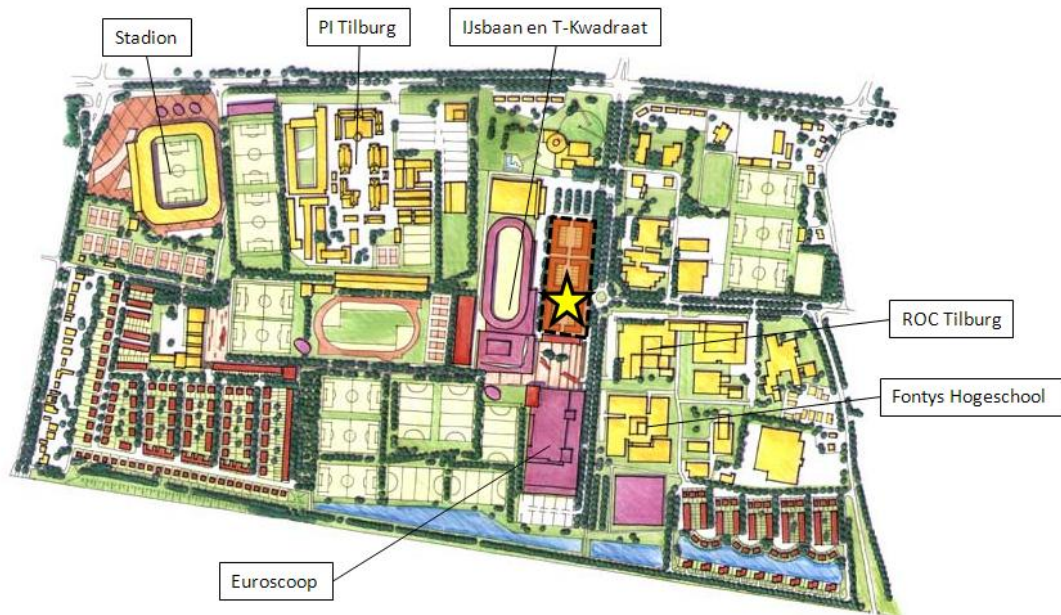 Stadion
PI Tilburg
IJsbaan en T-Kwadraat
ROC Tilburg
Fontys Hogeschool
Euroscoop